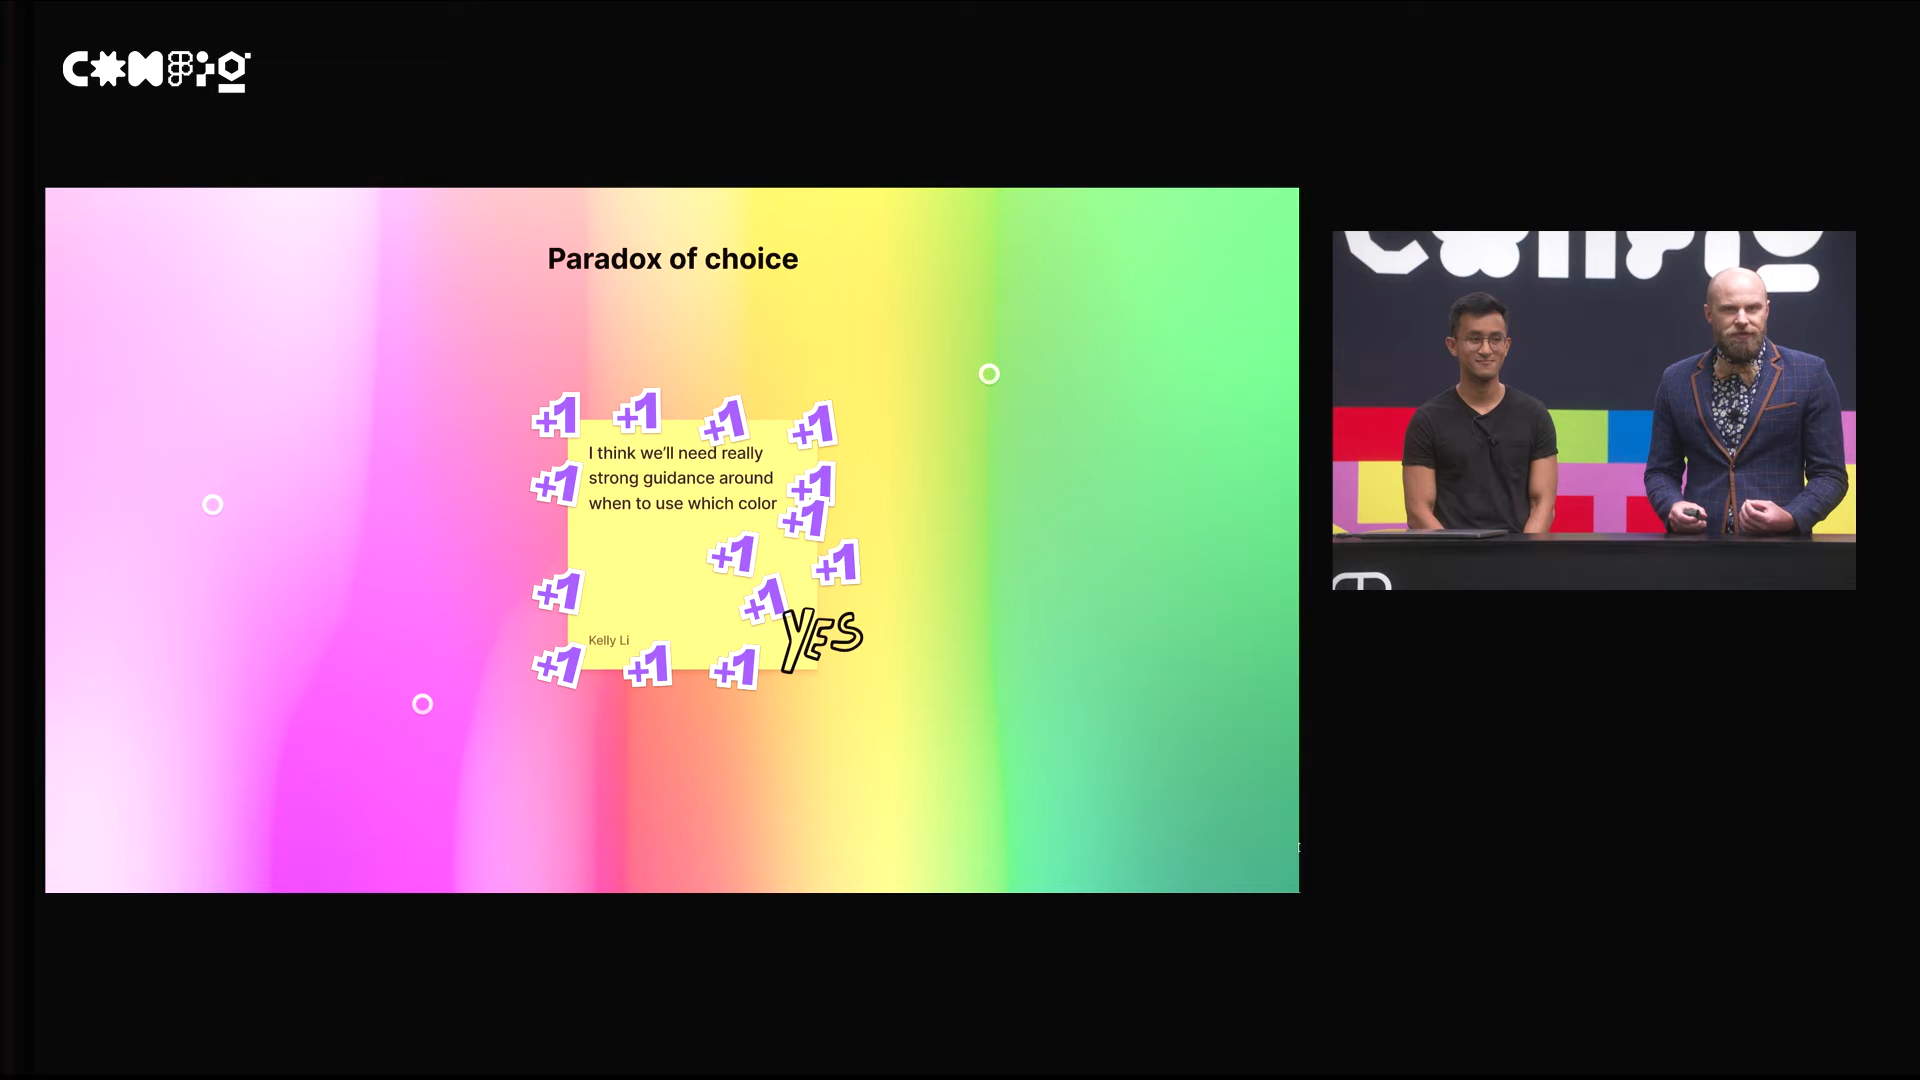 CONFIG
Paradox of choice
+1 +1 +1 +1
I think we'll need really
+1 strong guidance around +1
when to use which color +1
+1 +1
+1 +1
YES
Kelly Li
+1 +1 +1
CONFIG